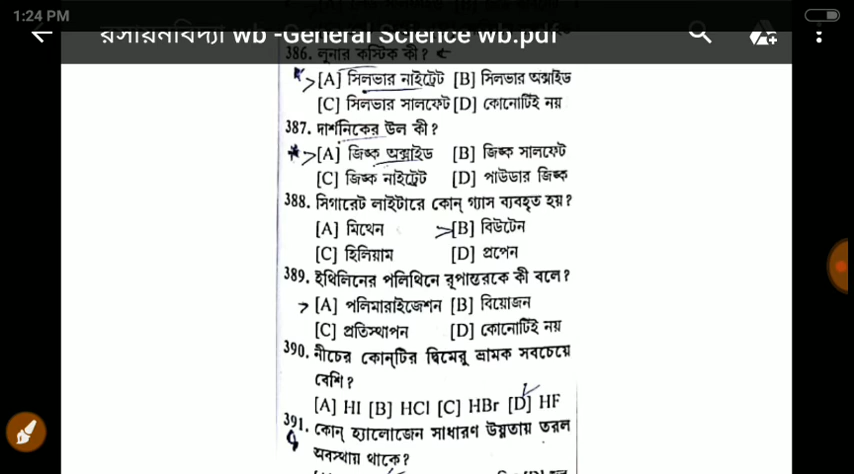 1:24 PM
রসায়নবিদ্যা wb -General Science wb.pdf
386. লুনার কস্টিক কী?
[A] সিলভার নাইট্রেট [B] সিলভার অক্সাইড
[C] সিলভার সালফেট [D] কোনোটিই নয়
387. দার্শনিকের উল কী?
[A] জিঙ্ক অক্সাইড [B] জিঙ্ক সালফেট
[C] জিঙ্ক নাইট্রেট [D] পাউডার জিঙ্ক
388. সিগারেট লাইটারে কোন্ গ্যাস ব্যবহৃত হয়?
[A] মিথেন [B] বিউটেন
[C] হিলিয়াম [D] প্রপেন
389. ইথিলিনের পলিথিনে রূপান্তরকে কী বলে?
[A] পলিমারাইজেশন [B] বিয়োজন
[C] প্রতিস্থাপন [D] কোনোটিই নয়
390. নীচের কোন্‌টির দ্বিমেরু ভ্রামক সবচেয়ে
বেশি?
[A] HI [B] HCl [C] HBr [D] HF
391. কোন্ হ্যালোজেন সাধারণ উষ্ণতায় তরল
অবস্থায় থাকে?